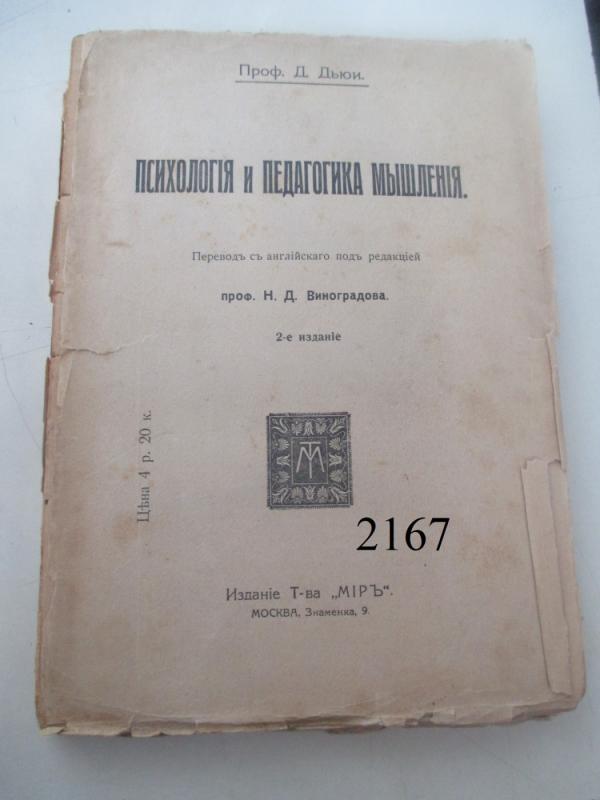 Проф. Д. Дьюи.
ПСИХОЛОГІЯ и ПЕДАГОГИКА МЫШЛЕНІЯ.
Переводъ съ англійскаго подъ редакціей
проф. Н. Д. Виноградова.
2-е изданіе
Цѣна 4 р. 20 к.
ТМ
2167
Изданіе Т-ва „МІРЪ“.
МОСКВА, Знаменка, 9.